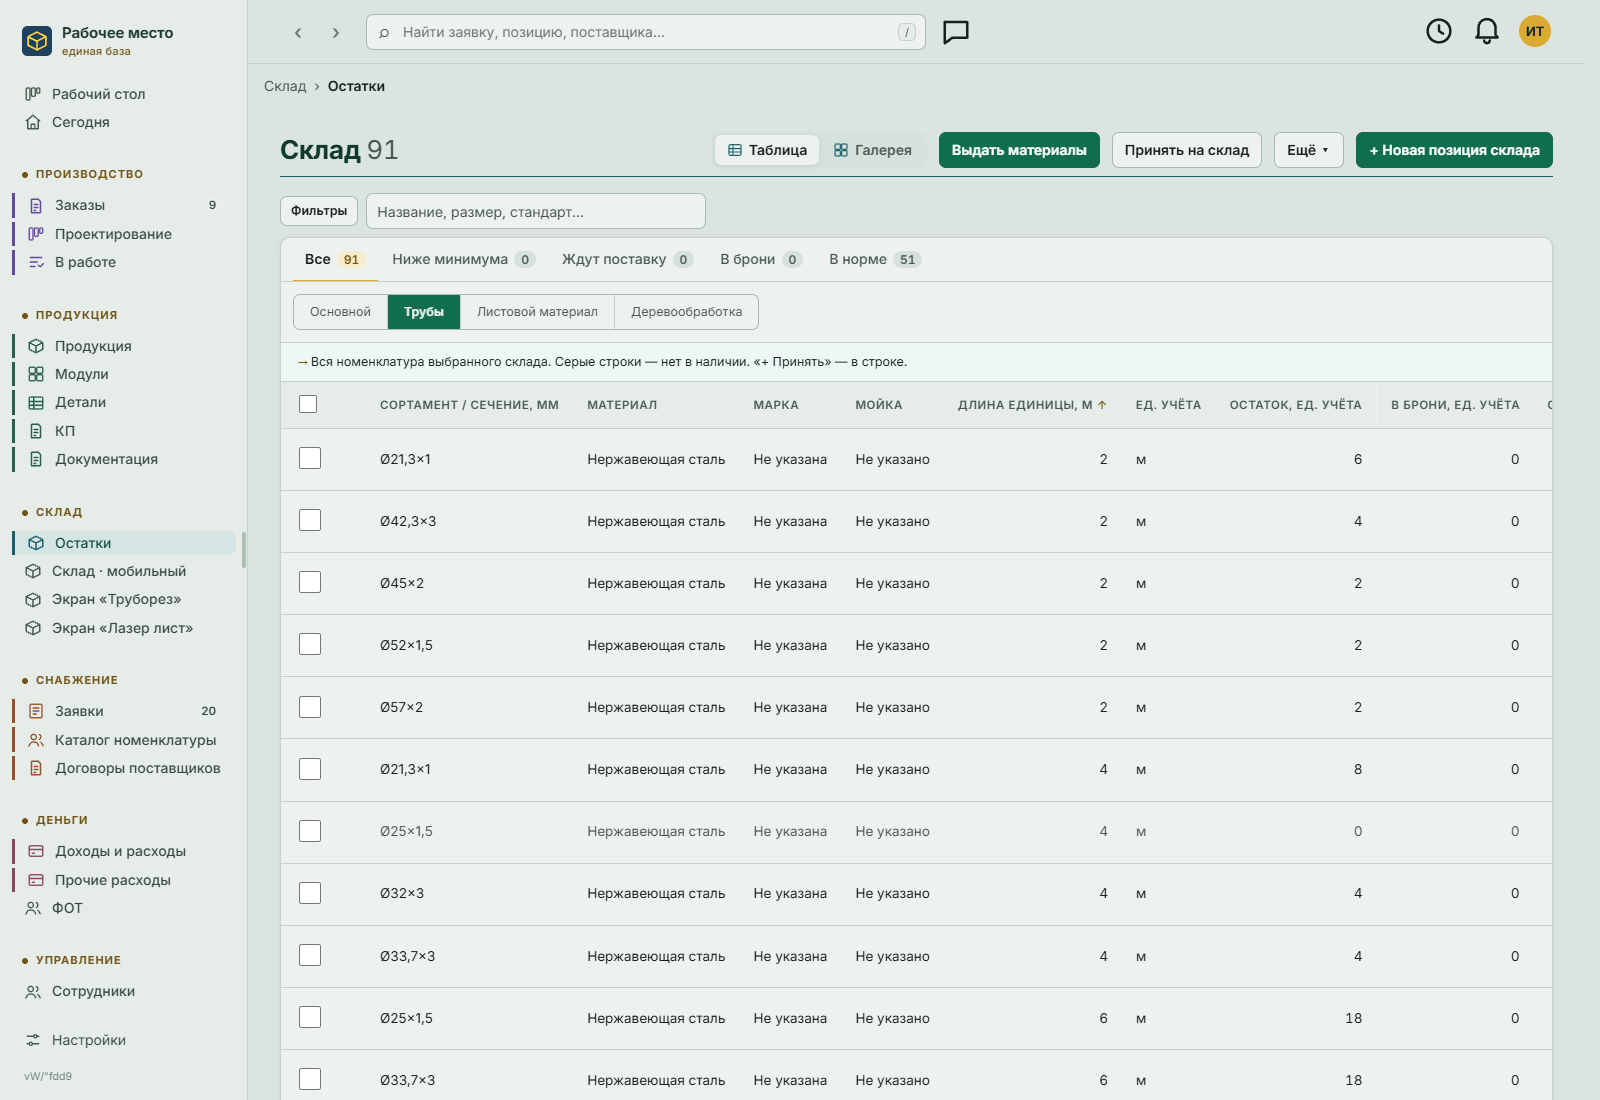 Рабочее место
единая база
Рабочий стол
Сегодня
ПРОИЗВОДСТВО
Заказы 9
Проектирование
В работе
ПРОДУКЦИЯ
Продукция
Модули
Детали
КП
Документация
СКЛАД
Остатки
Склад · мобильный
Экран «Труборез»
Экран «Лазер лист»
СНАБЖЕНИЕ
Заявки 20
Каталог номенклатуры
Договоры поставщиков
ДЕНЬГИ
Доходы и расходы
Прочие расходы
ФОТ
УПРАВЛЕНИЕ
Сотрудники
Настройки
vW/"fdd9
Найти заявку, позицию, поставщика... /
ИТ
Склад › Остатки
Склад 91
Таблица Галерея Выдать материалы Принять на склад Ещё + Новая позиция склада
Фильтры Название, размер, стандарт...
Все 91 Ниже минимума 0 Ждут поставку 0 В брони 0 В норме 51
Основной Трубы Листовой материал Деревообработка
→ Вся номенклатура выбранного склада. Серые строки — нет в наличии. «+ Принять» — в строке.
СОРТАМЕНТ / СЕЧЕНИЕ, ММ МАТЕРИАЛ МАРКА МОЙКА ДЛИНА ЕДИНИЦЫ, М ↑ ЕД. УЧЁТА ОСТАТОК, ЕД. УЧЁТА В БРОНИ, ЕД. УЧЁТА
Ø21,3×1 Нержавеющая сталь Не указана Не указано 2 м 6 0
Ø42,3×3 Нержавеющая сталь Не указана Не указано 2 м 4 0
Ø45×2 Нержавеющая сталь Не указана Не указано 2 м 2 0
Ø52×1,5 Нержавеющая сталь Не указана Не указано 2 м 2 0
Ø57×2 Нержавеющая сталь Не указана Не указано 2 м 2 0
Ø21,3×1 Нержавеющая сталь Не указана Не указано 4 м 8 0
Ø25×1,5 Нержавеющая сталь Не указана Не указано 4 м 0 0
Ø32×3 Нержавеющая сталь Не указана Не указано 4 м 4 0
Ø33,7×3 Нержавеющая сталь Не указана Не указано 4 м 4 0
Ø25×1,5 Нержавеющая сталь Не указана Не указано 6 м 18 0
Ø33,7×3 Нержавеющая сталь Не указана Не указано 6 м 18 0